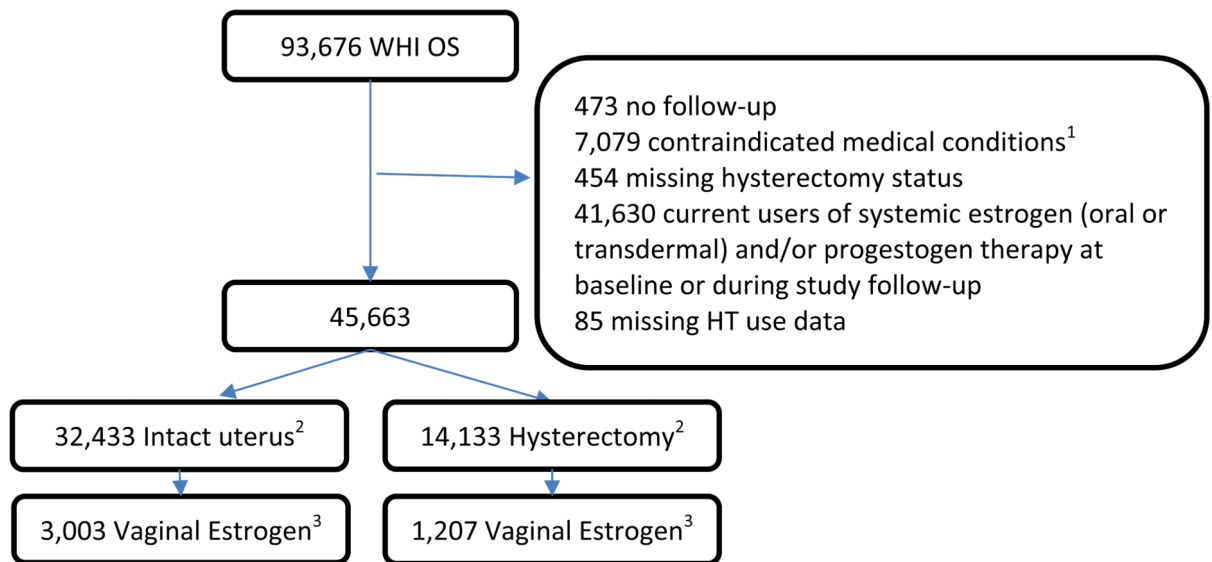 93,676 WHI OS
473 no follow-up
7,079 contraindicated medical conditions1
454 missing hysterectomy status
41,630 current users of systemic estrogen (oral or
transdermal) and/or progestogen therapy at
baseline or during study follow-up
85 missing HT use data
45,663
32,433 Intact uterus2
14,133 Hysterectomy2
3,003 Vaginal Estrogen3
1,207 Vaginal Estrogen3